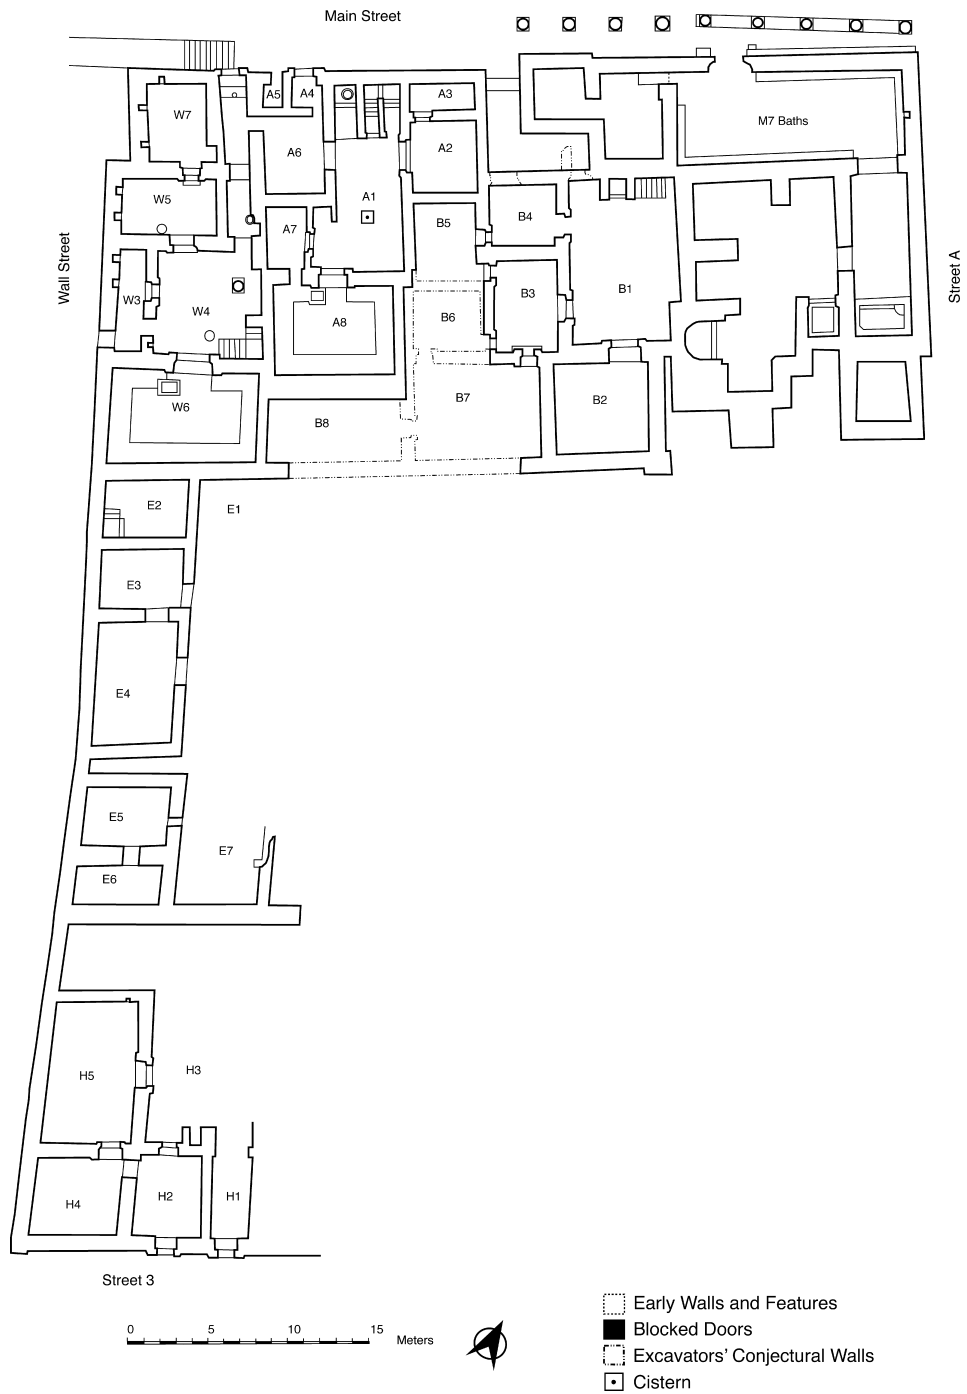 Main Street
A5 A4 A3
W7
M7 Baths
A6 A2
W5 A1
B4
B5
A7
Wall Street
Street A
B1
B3
W3
W4
B6
A8
W6
B7
B2
B8
E2
E1
E3
E4
E5
E7
E6
H3
H5
H2 H1
H4
Street 3
0 5 10 15
Meters
Early Walls and Features
Blocked Doors
Excavators’ Conjectural Walls
Cistern